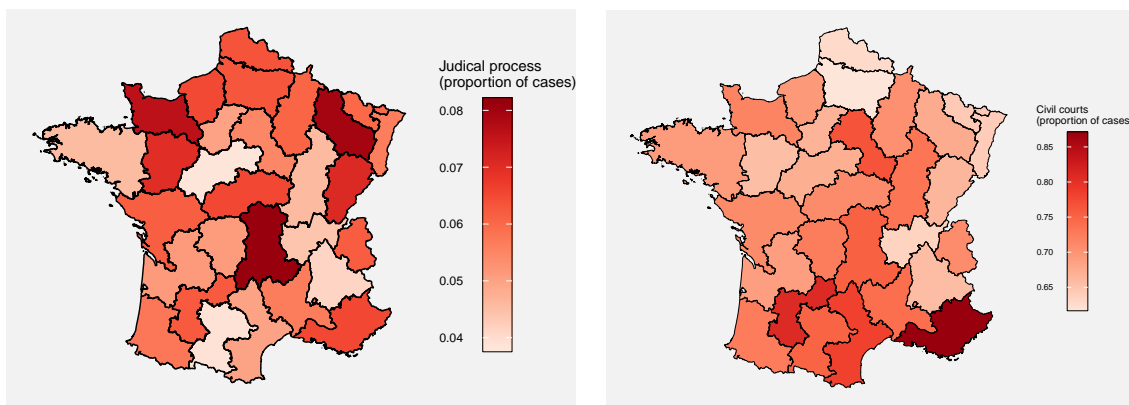 Judical process
(proportion of cases)
0.08
0.07
0.06
0.05
0.04
Civil courts
(proportion of cases
0.85
0.80
0.75
0.70
0.65